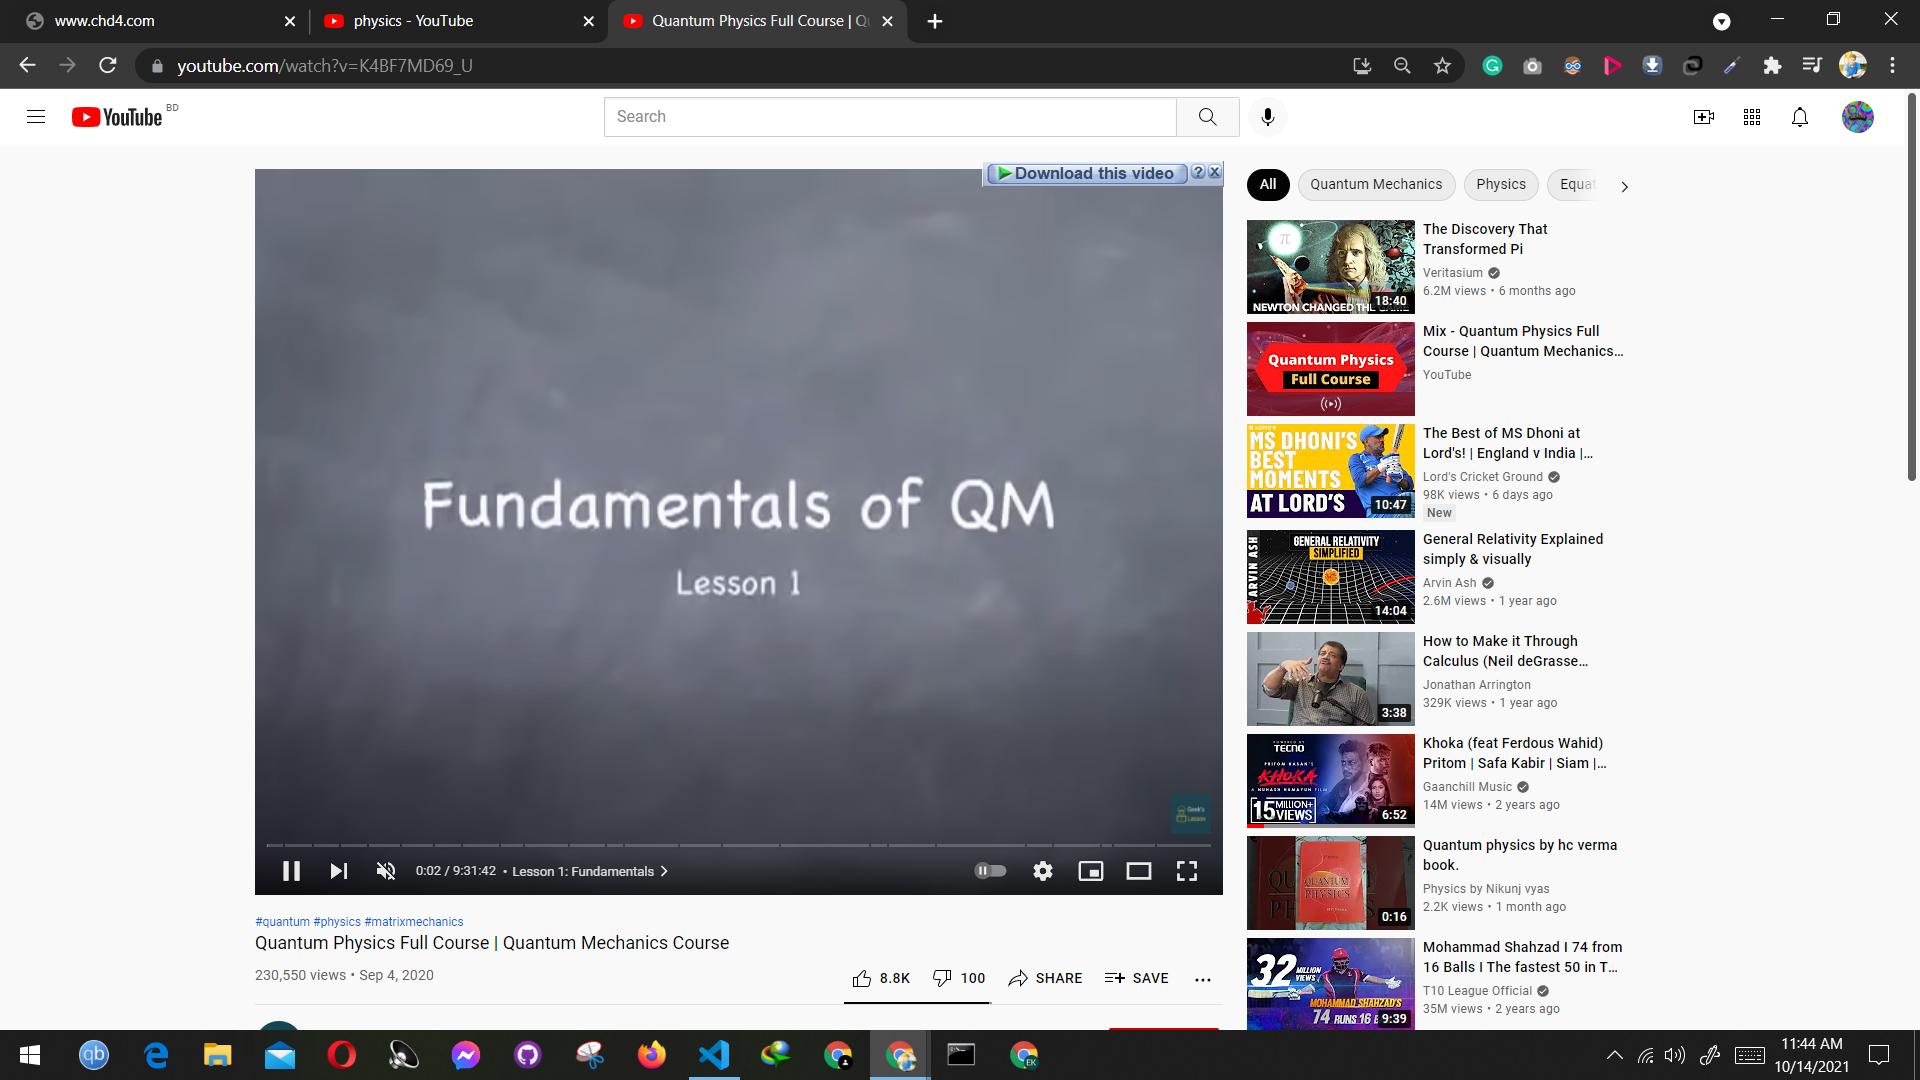 www.chd4.com
physics - YouTube
Quantum Physics Full Course |
youtube.com/watch?v=K4BF7MD69_U
YouTube BD
Search
Download this video
All
Quantum Mechanics
Physics
Equat
Fundamentals of QM
Lesson 1
Geek's
Lesson
0:02 / 9:31:42 • Lesson 1: Fundamentals
#quantum #physics #matrixmechanics
Quantum Physics Full Course | Quantum Mechanics Course
230,550 views • Sep 4, 2020
8.8K
100
SHARE
SAVE
NEWTON CHANGED THE GAME
18:40
The Discovery That
Transformed Pi
Veritasium
6.2M views • 6 months ago
Quantum Physics
Full Course
Mix - Quantum Physics Full
Course | Quantum Mechanics...
YouTube
MS DHONI'S
BEST
MOMENTS
AT LORD'S
10:47
The Best of MS Dhoni at
Lord's! | England v India |...
Lord's Cricket Ground
98K views • 6 days ago
New
ARVIN ASH
GENERAL RELATIVITY
SIMPLIFIED
14:04
General Relativity Explained
simply & visually
Arvin Ash
2.6M views • 1 year ago
3:38
How to Make it Through
Calculus (Neil deGrasse...
Jonathan Arrington
329K views • 1 year ago
TECNO
PRITOM HASAN'S
KHOKA
A NUHASH HUMAYUN FILM
15 MILLION+
VIEWS
6:52
Khoka (feat Ferdous Wahid)
Pritom | Safa Kabir | Siam |...
Gaanchill Music
14M views • 2 years ago
QUANTUM
PHYSICS
0:16
Quantum physics by hc verma
book.
Physics by Nikunj vyas
2.2K views • 1 month ago
32 MILLION
VIEWS
MOHAMMAD SHAHZAD'S
74 RUNS 16 B
9:39
Mohammad Shahzad I 74 from
16 Balls I The fastest 50 in T...
T10 League Official
35M views • 2 years ago
qb
EK
11:44 AM
10/14/2021